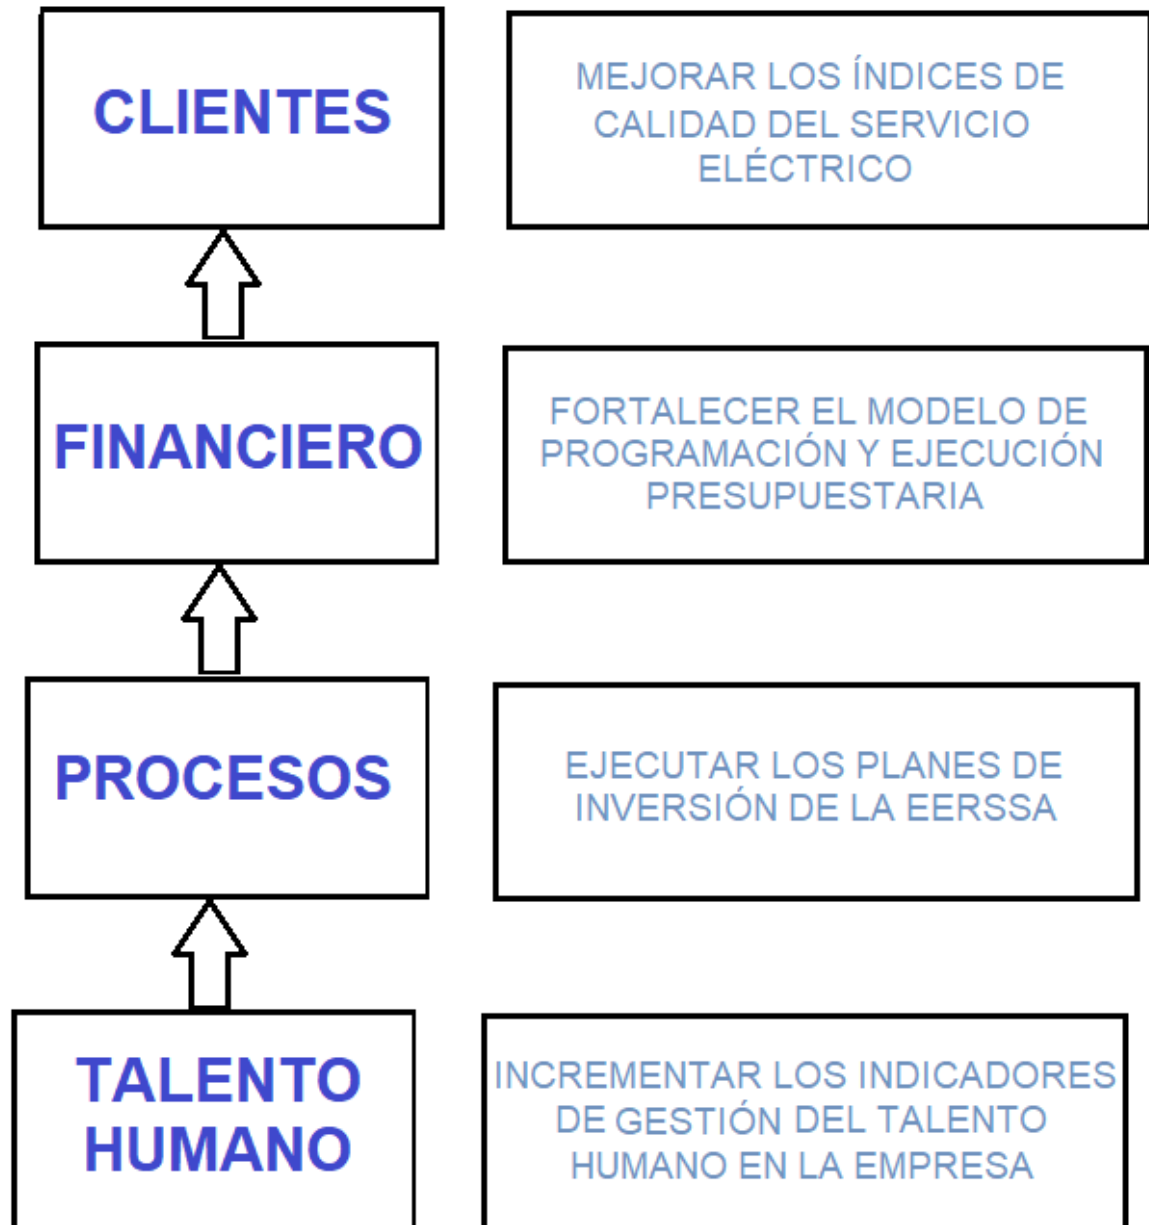 CLIENTES
MEJORAR LOS ÍNDICES DE
CALIDAD DEL SERVICIO
ELÉCTRICO
FINANCIERO
FORTALECER EL MODELO DE
PROGRAMACIÓN Y EJECUCIÓN
PRESUPUESTARIA
PROCESOS
EJECUTAR LOS PLANES DE
INVERSIÓN DE LA EERSSA
TALENTO
HUMANO
INCREMENTAR LOS INDICADORES
DE GESTIÓN DEL TALENTO
HUMANO EN LA EMPRESA